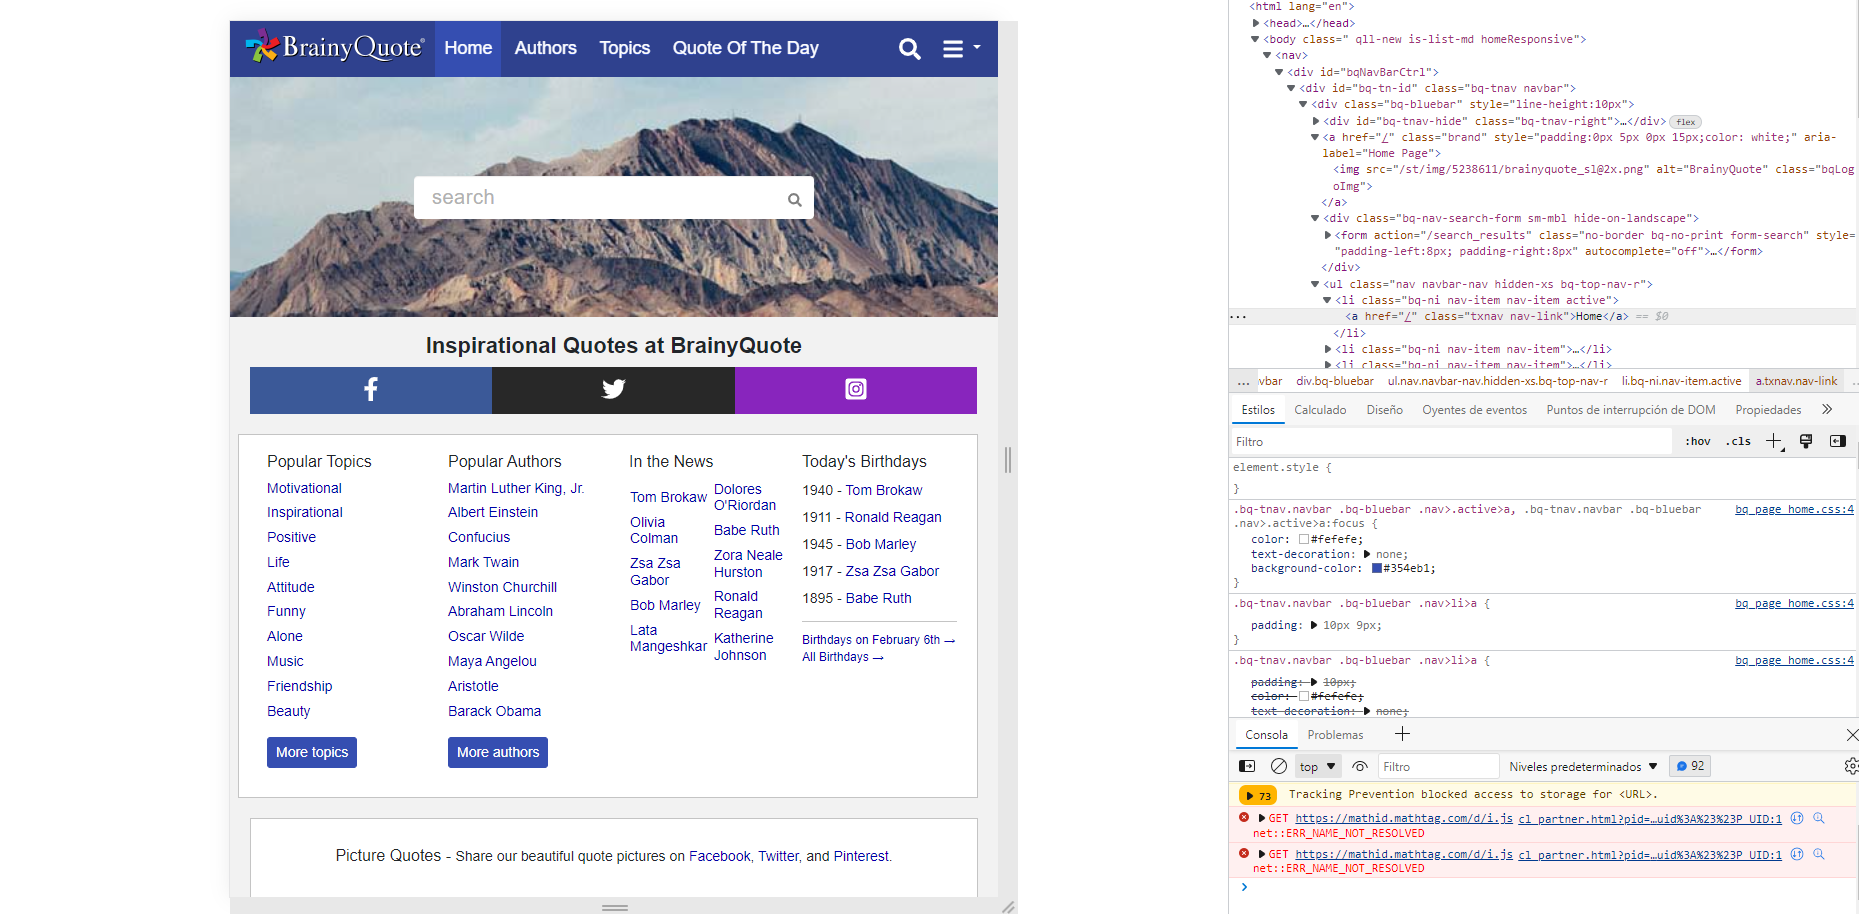 BrainyQuote Home Authors Topics Quote Of The Day
search
Inspirational Quotes at BrainyQuote
Popular Topics
Motivational
Inspirational
Positive
Life
Attitude
Funny
Alone
Music
Friendship
Beauty
More topics
Popular Authors
Martin Luther King, Jr.
Albert Einstein
Confucius
Mark Twain
Winston Churchill
Abraham Lincoln
Oscar Wilde
Maya Angelou
Aristotle
Barack Obama
More authors
In the News
Tom Brokaw
Olivia
Colman
Zsa Zsa
Gabor
Bob Marley
Lata
Mangeshkar
Dolores
O'Riordan
Babe Ruth
Zora Neale
Hurston
Ronald
Reagan
Katherine
Johnson
Today's Birthdays
1940 - Tom Brokaw
1911 - Ronald Reagan
1945 - Bob Marley
1917 - Zsa Zsa Gabor
1895 - Babe Ruth
Birthdays on February 6th →
All Birthdays →
Picture Quotes - Share our beautiful quote pictures on Facebook, Twitter, and Pinterest.
<html lang="en">
<head>…</head>
<body class=" qll-new is-list-md homeResponsive">
<nav>
<div id="bqNavBarCtrl">
<div id="bq-tn-id" class="bq-tnav navbar">
<div class="bq-bluebar" style="line-height:10px">
<div id="bq-tnav-hide" class="bq-tnav-right">…</div> flex
<a href="/" class="brand" style="padding:0px 5px 0px 15px;color: white;" aria-
label="Home Page">
<img src="/st/img/5238611/brainyquote_sl@2x.png" alt="BrainyQuote" class="bqLog
oImg">
</a>
<div class="bq-nav-search-form sm-mbl hide-on-landscape">
<form action="/search_results" class="no-border bq-no-print form-search" style=
"padding-left:8px; padding-right:8px" autocomplete="off">…</form>
</div>
<ul class="nav navbar-nav hidden-xs bq-top-nav-r">
<li class="bq-ni nav-item nav-item active">
… <a href="/" class="txnav nav-link">Home</a> == $0
</li>
<li class="bq-ni nav-item nav-item">…</li>
<li class="bq-ni nav-item nav-item">…</li>
… vbar div.bq-bluebar ul.nav.navbar-nav.hidden-xs.bq-top-nav-r li.bq-ni.nav-item.active a.txnav.nav-link …
Estilos Calculado Diseño Oyentes de eventos Puntos de interrupción de DOM Propiedades
Filtro :hov .cls
element.style {
}
.bq-tnav.navbar .bq-bluebar .nav>.active>a, .bq-tnav.navbar .bq-bluebar bq_page_home.css:4
.nav>.active>a:focus {
color: #fefefe;
text-decoration: none;
background-color: #354eb1;
}
.bq-tnav.navbar .bq-bluebar .nav>li>a { bq_page_home.css:4
padding: 10px 9px;
}
.bq-tnav.navbar .bq-bluebar .nav>li>a { bq_page_home.css:4
padding: 10px;
color: #fefefe;
text-decoration: none;
Consola Problemas
top Filtro Niveles predeterminados 92
73 Tracking Prevention blocked access to storage for <URL>.
GET https://mathid.mathtag.com/d/i.js cl_partner.html?pid=…uid%3A%23%23P_UID:1
net::ERR_NAME_NOT_RESOLVED
GET https://mathid.mathtag.com/d/i.js cl_partner.html?pid=…uid%3A%23%23P_UID:1
net::ERR_NAME_NOT_RESOLVED